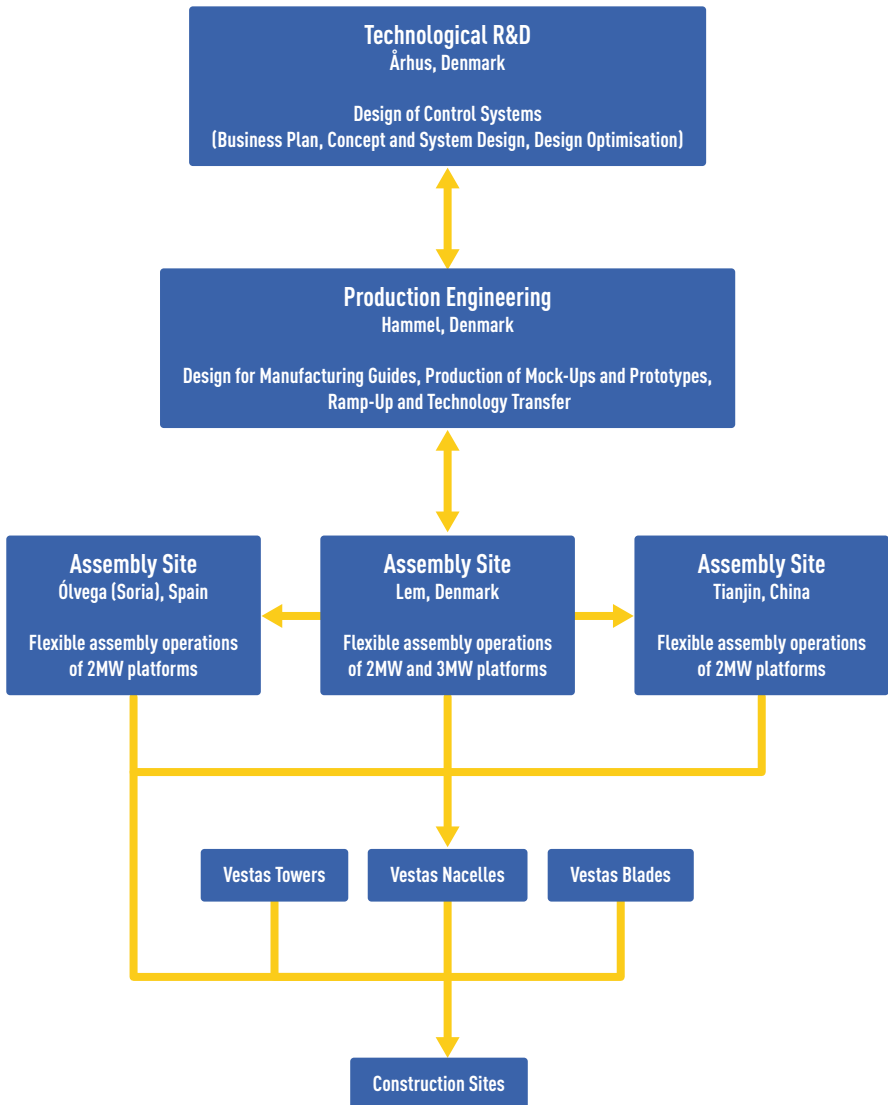 Technological R&D
Århus, Denmark
Design of Control Systems
(Business Plan, Concept and System Design, Design Optimisation)
Production Engineering
Hammel, Denmark
Design for Manufacturing Guides, Production of Mock-Ups and Prototypes,
Ramp-Up and Technology Transfer
Assembly Site
Ólvega (Soria), Spain
Flexible assembly operations
of 2MW platforms
Assembly Site
Lem, Denmark
Flexible assembly operations
of 2MW and 3MW platforms
Assembly Site
Tianjin, China
Flexible assembly operations
of 2MW platforms
Vestas Towers
Vestas Nacelles
Vestas Blades
Construction Sites